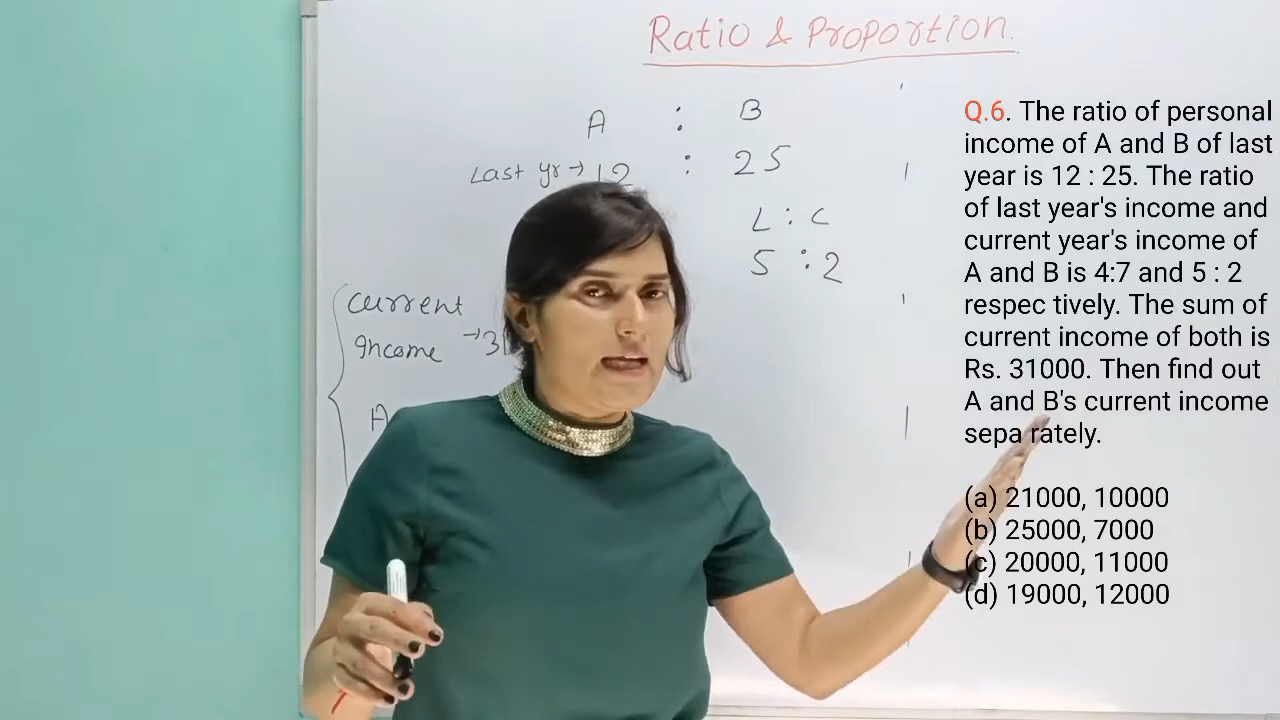 Ratio & Proportion.
A : B
Last yr → 12 : 25
L : C
5 : 2
Current
Income → 31
A
Q.6. The ratio of personal
income of A and B of last
year is 12 : 25. The ratio
of last year's income and
current year's income of
A and B is 4:7 and 5 : 2
respec tively. The sum of
current income of both is
Rs. 31000. Then find out
A and B's current income
sepa rately.
(a) 21000, 10000
(b) 25000, 7000
(c) 20000, 11000
(d) 19000, 12000